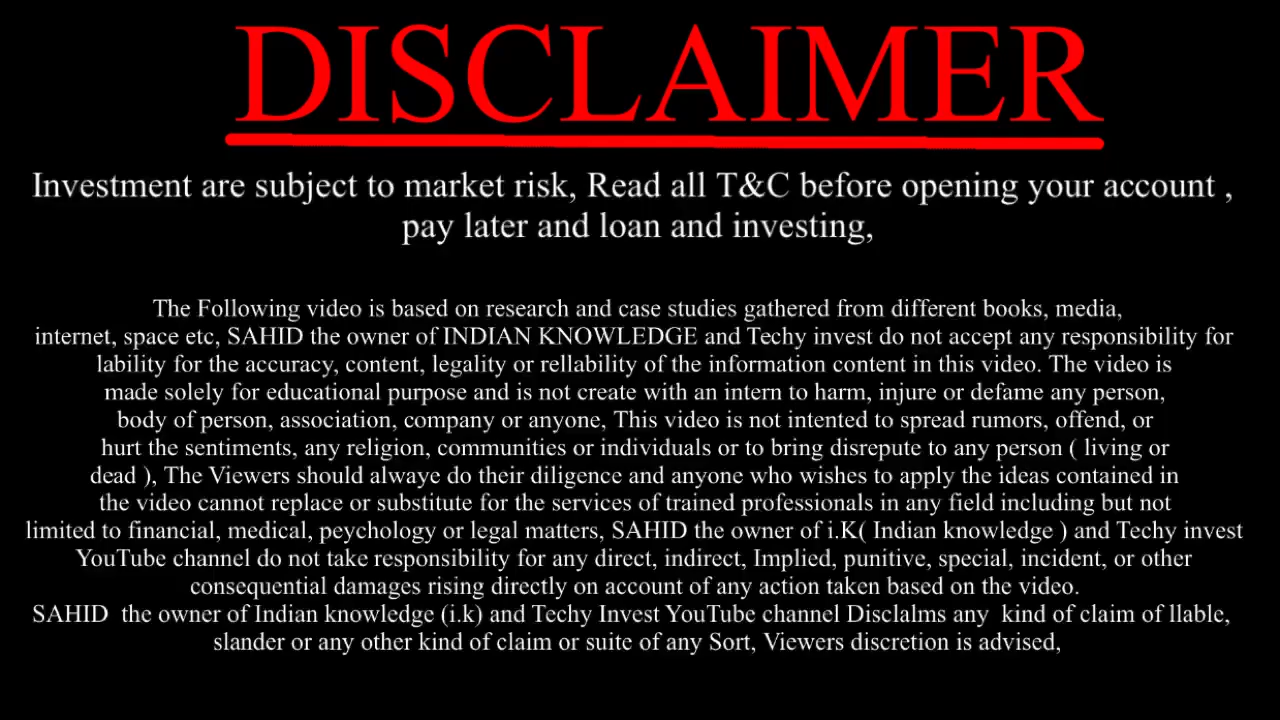 DISCLAIMER
Investment are subject to market risk, Read all T&C before opening your account ,
pay later and loan and investing,
The Following video is based on research and case studies gathered from different books, media,
internet, space etc, SAHID the owner of INDIAN KNOWLEDGE and Techy invest do not accept any responsibility for
lability for the accuracy, content, legality or rellability of the information content in this video. The video is
made solely for educational purpose and is not create with an intern to harm, injure or defame any person,
body of person, association, company or anyone, This video is not intented to spread rumors, offend, or
hurt the sentiments, any religion, communities or individuals or to bring disrepute to any person ( living or
dead ), The Viewers should alwaye do their diligence and anyone who wishes to apply the ideas contained in
the video cannot replace or substitute for the services of trained professionals in any field including but not
limited to financial, medical, peychology or legal matters, SAHID the owner of i.K( Indian knowledge ) and Techy invest
YouTube channel do not take responsibility for any direct, indirect, Implied, punitive, special, incident, or other
consequential damages rising directly on account of any action taken based on the video.
SAHID  the owner of Indian knowledge (i.k) and Techy Invest YouTube channel Disclalms any  kind of claim of llable,
slander or any other kind of claim or suite of any Sort, Viewers discretion is advised,